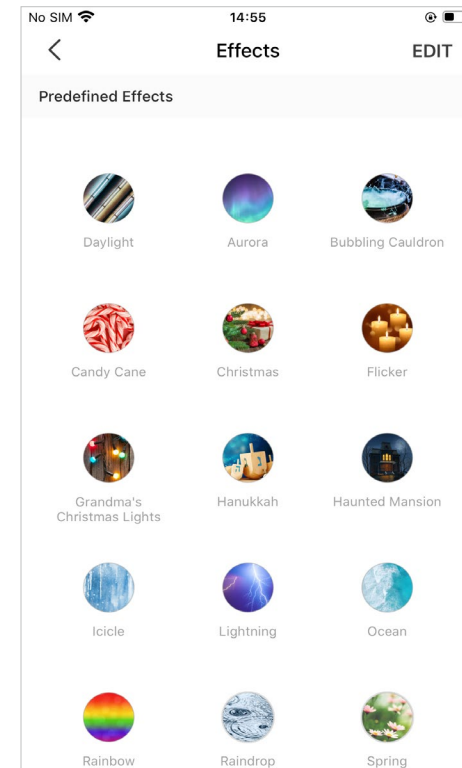 No SIM 14:55
Effects EDIT
Predefined Effects
Daylight Aurora Bubbling Cauldron
Candy Cane Christmas Flicker
Grandma's Hanukkah Haunted Mansion
Christmas Lights
Icicle Lightning Ocean
Rainbow Raindrop Spring